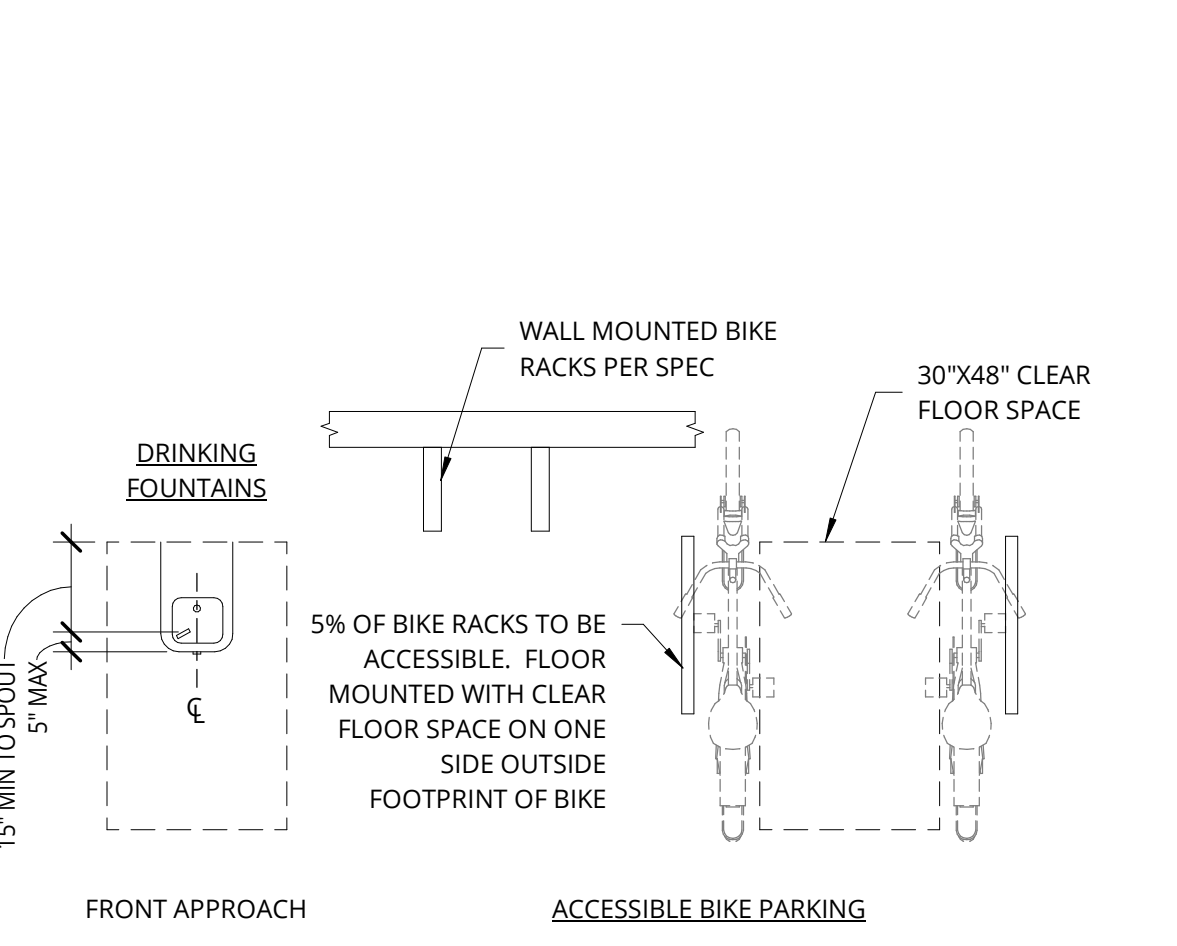 WALL MOUNTED BIKE
RACKS PER SPEC
30"X48" CLEAR
FLOOR SPACE
DRINKING
FOUNTAINS
5% OF BIKE RACKS TO BE
ACCESSIBLE. FLOOR
MOUNTED WITH CLEAR
FLOOR SPACE ON ONE
SIDE OUTSIDE
FOOTPRINT OF BIKE
15" MIN TO SPOUT
5" MAX
℄
FRONT APPROACH
ACCESSIBLE BIKE PARKING